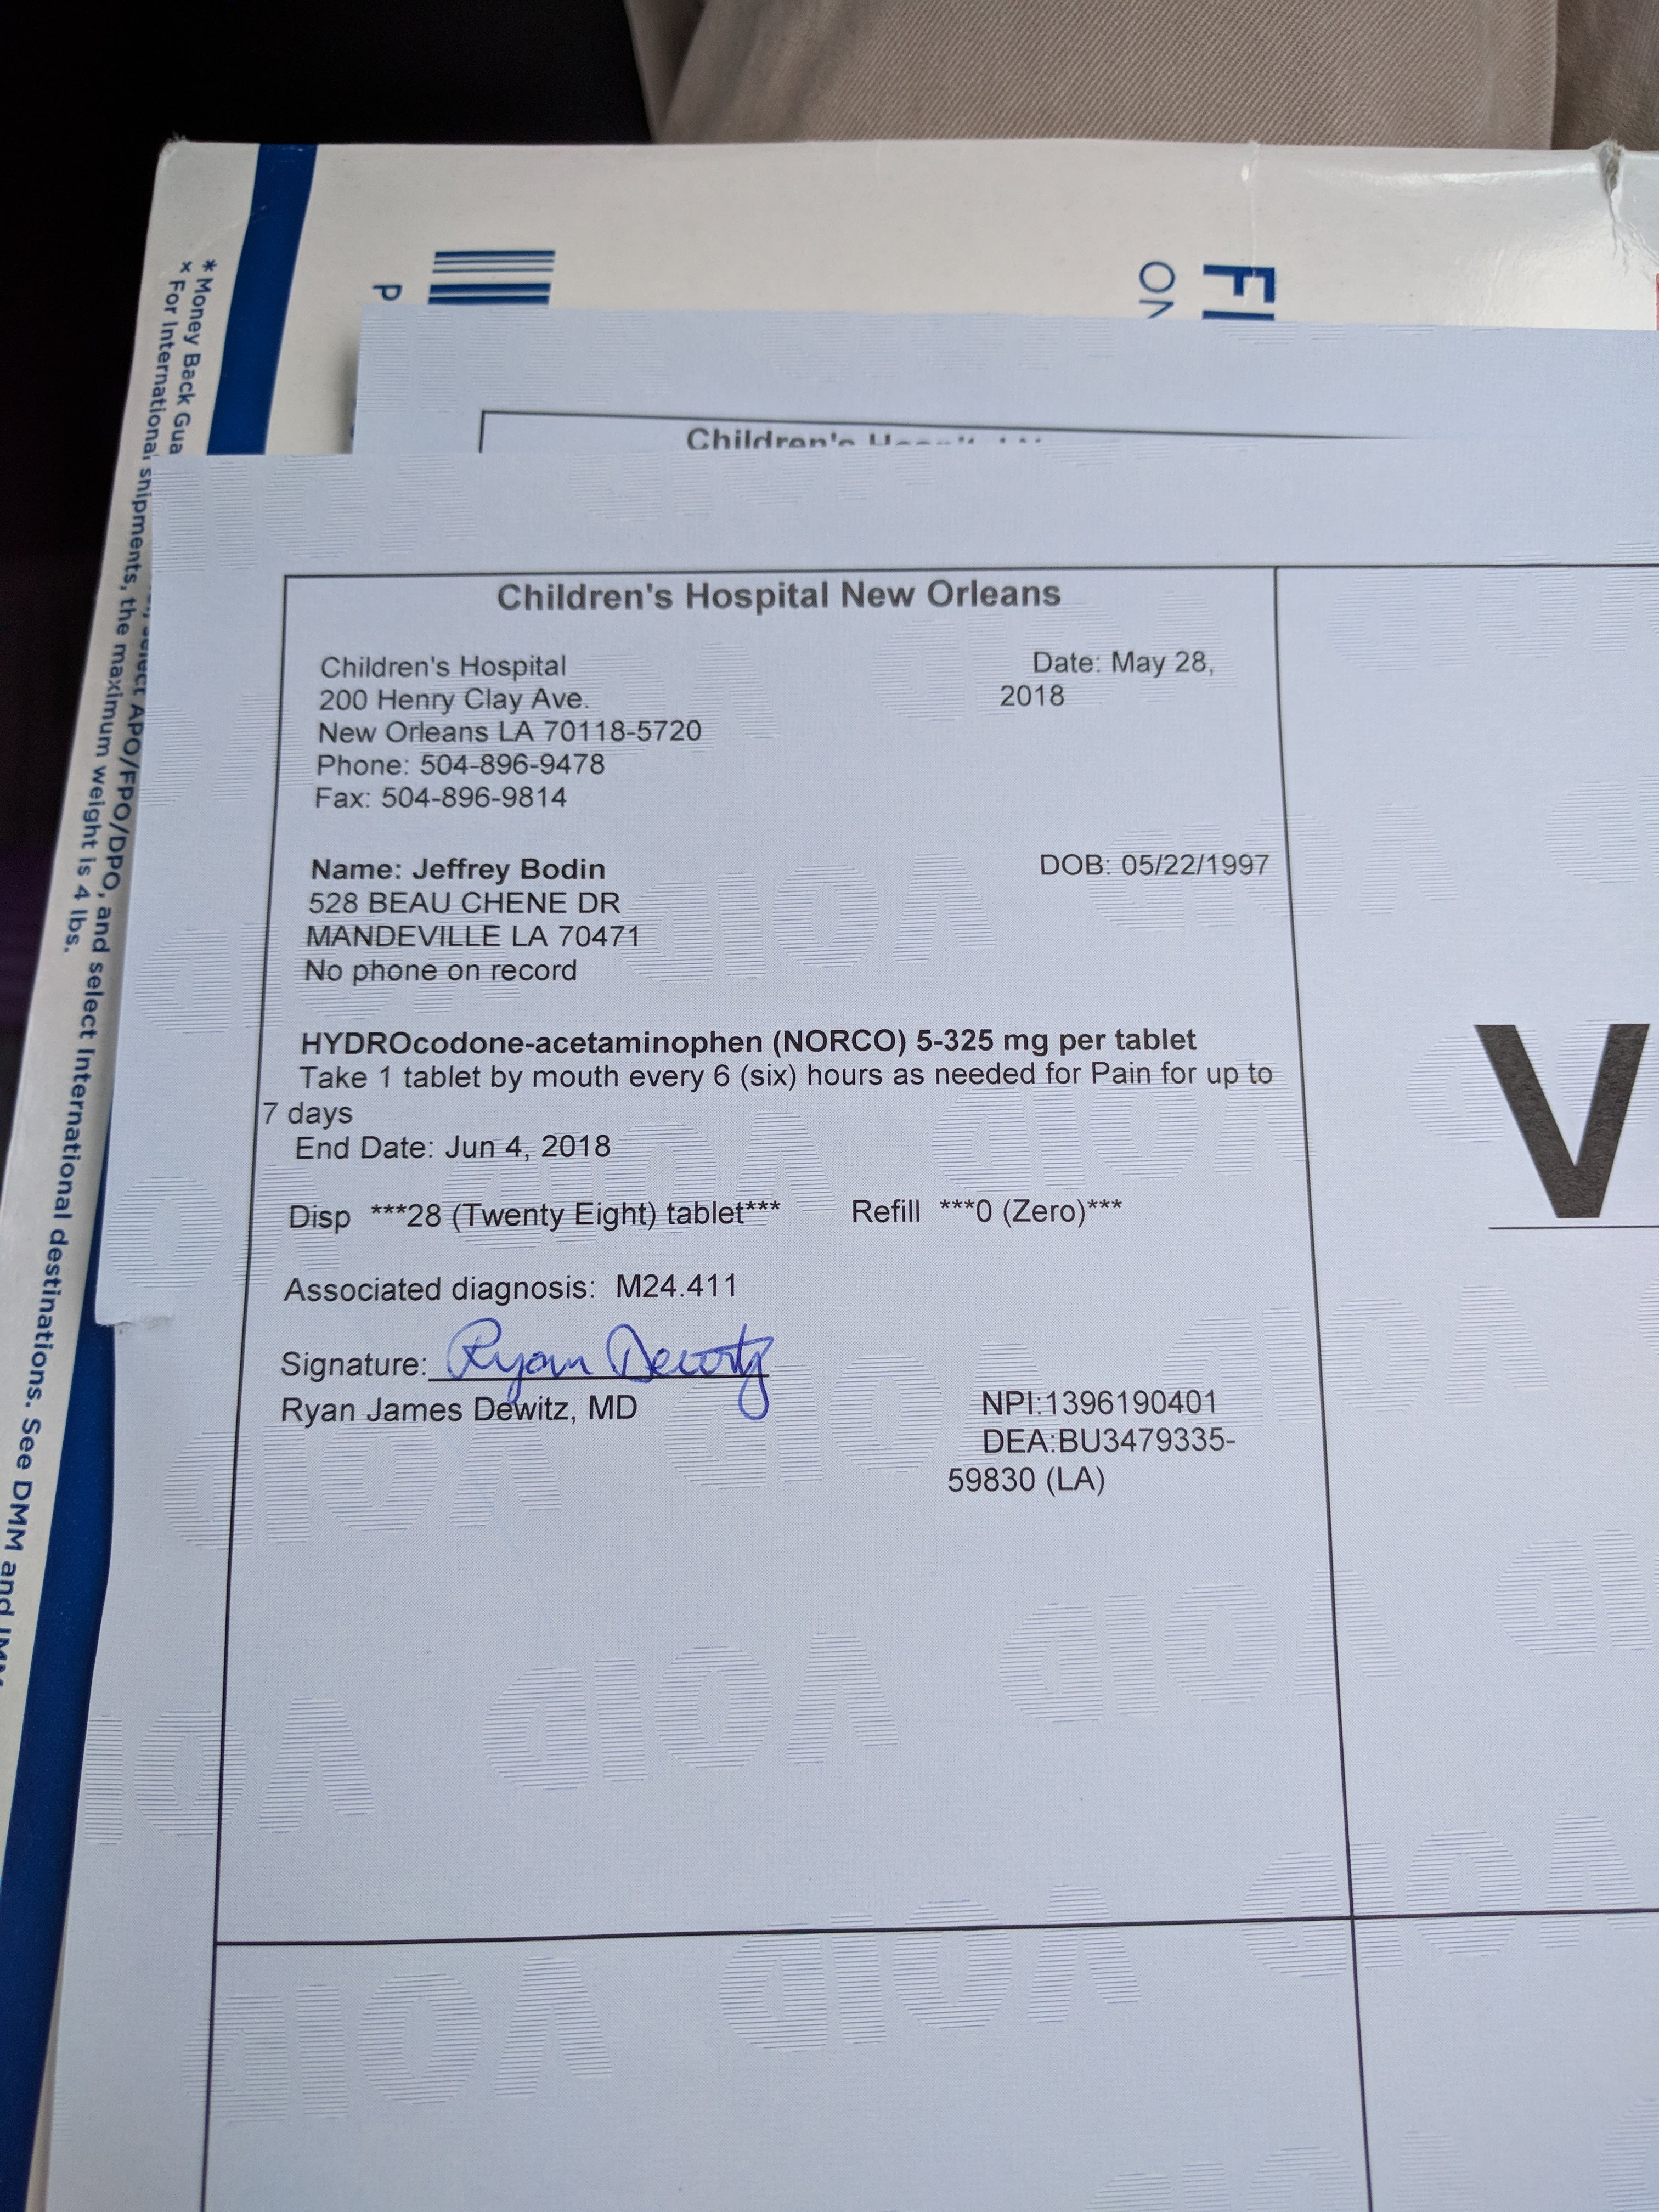 * Money Back Gua
× For International shipments, the maximum weight is 4 lbs.
select APO/FPO/DPO, and select International destinations. See DMM and IMM
P
FI
ON
Children's
Children's Hospital New Orleans
Children's Hospital
Date: May 28,
200 Henry Clay Ave.
2018
New Orleans LA 70118-5720
Phone: 504-896-9478
Fax: 504-896-9814
Name: Jeffrey Bodin
DOB: 05/22/1997
528 BEAU CHENE DR
MANDEVILLE LA 70471
No phone on record
HYDROcodone-acetaminophen (NORCO) 5-325 mg per tablet
Take 1 tablet by mouth every 6 (six) hours as needed for Pain for up to
7 days
End Date: Jun 4, 2018
Disp ***28 (Twenty Eight) tablet*** Refill ***0 (Zero)***
Associated diagnosis: M24.411
Signature: Ryan Dewitz
Ryan James Dewitz, MD
NPI:1396190401
DEA:BU3479335-
59830 (LA)
V
VOID